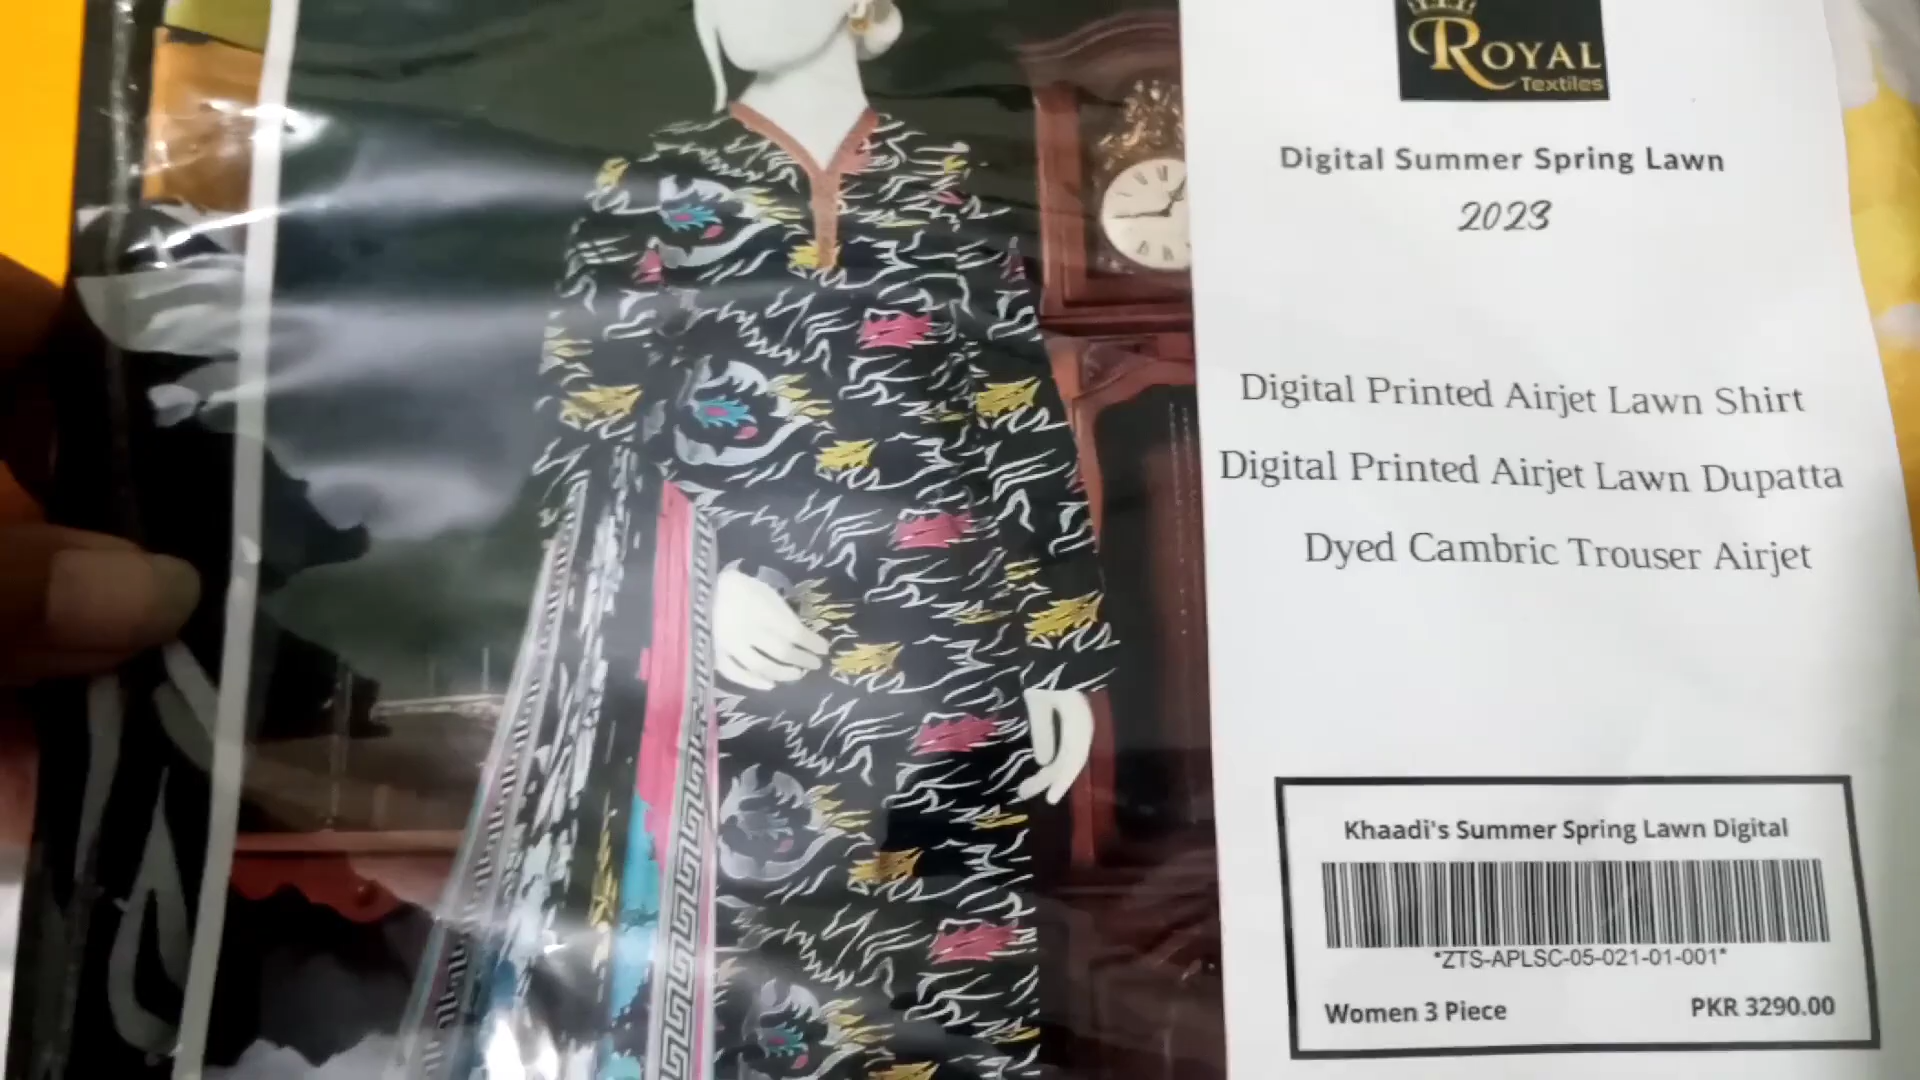 ROYAL
Textiles
Digital Summer Spring Lawn
2023
Digital Printed Airjet Lawn Shirt
Digital Printed Airjet Lawn Dupatta
Dyed Cambric Trouser Airjet
Khaadi's Summer Spring Lawn Digital
*ZTS-APLSC-05-021-01-001*
Women 3 Piece PKR 3290.00